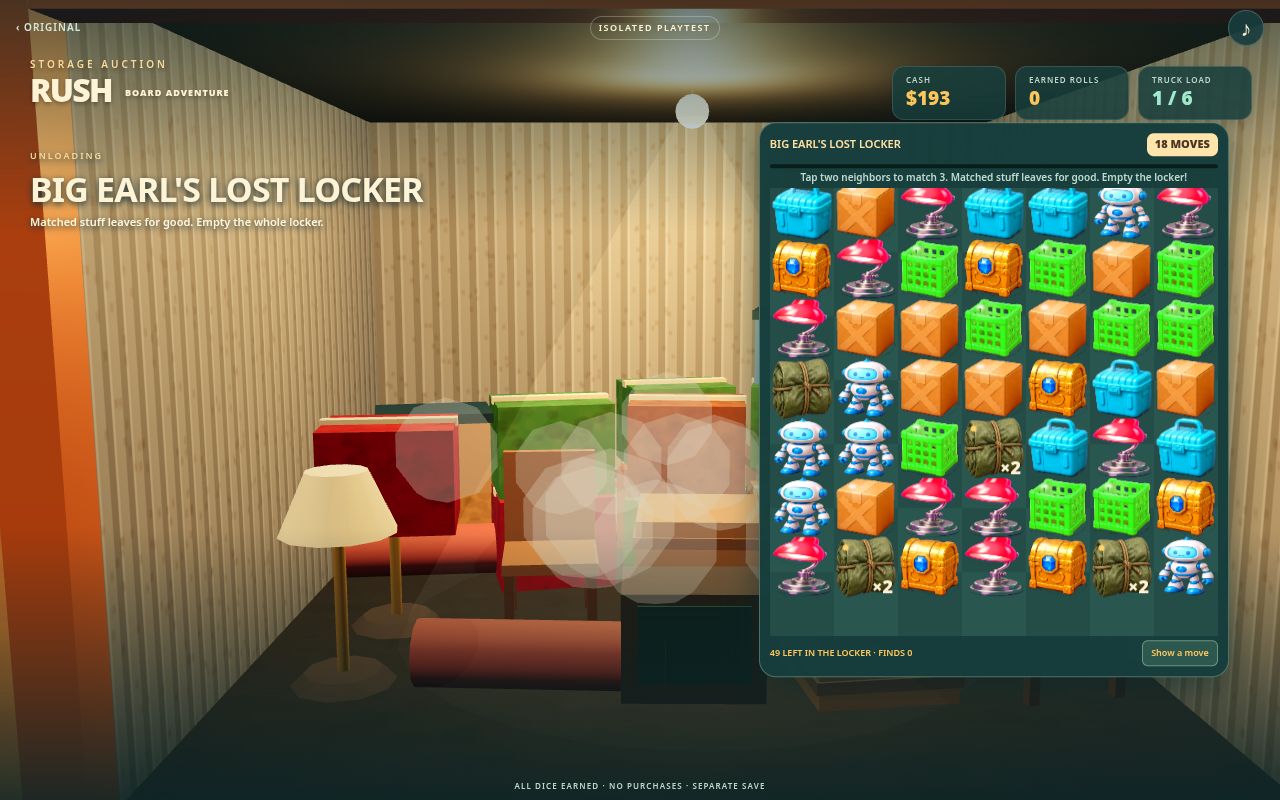 ‹ ORIGINAL
ISOLATED PLAYTEST
STORAGE AUCTION
RUSH BOARD ADVENTURE
CASH
$193
EARNED ROLLS
0
TRUCK LOAD
1 / 6
UNLOADING
BIG EARL'S LOST LOCKER
Matched stuff leaves for good. Empty the whole locker.
BIG EARL'S LOST LOCKER
18 MOVES
Tap two neighbors to match 3. Matched stuff leaves for good. Empty the locker!
×2
×2
×2
49 LEFT IN THE LOCKER · FINDS 0
Show a move
ALL DICE EARNED · NO PURCHASES · SEPARATE SAVE